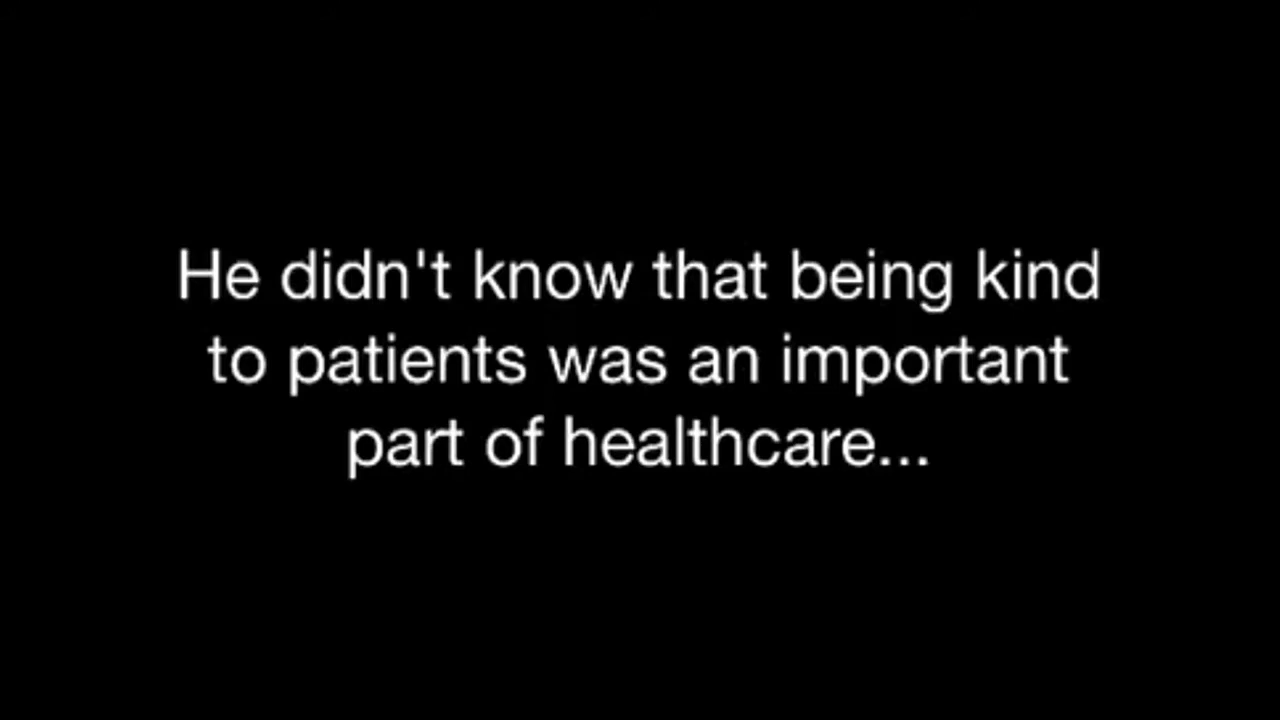 He didn't know that being kind
to patients was an important
part of healthcare...